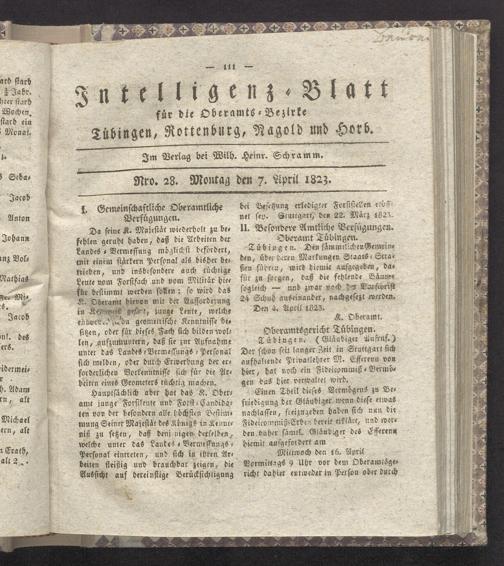 — 111 —
Intelligenz-Blatt
für die Oberamts-Bezirke
Tübingen, Rottenburg, Nagold und Horb.
Im Verlag bei Wilh. Heinr. Schramm.
Nro. 28. Montag den 7. April 1823.
I. Gemeinschaftliche Oberamtliche
Verfügungen.
Da seine K. Majestät wiederholt zu be-
fehlen geruht haben, daß die Arbeiten der
Landes-Vermessung möglichst befördert,
mit einem stärkern Personal als bisher be-
trieben, und insbesondere auch tüchtige
Leute vom Forstfach und vom Militär hie
für bestimmt werden sollen; so wird das
K. Oberamt hievon mit der Aufforderung
in Kenntniß gesezt, junge Leute, welche
entweder geometrische Kenntnisse be-
sitzen, oder für dieses Fach sich bilden wol-
len, aufzumuntern, daß sie zur Aufnahme
unter das Landes-Vermessungs-Personal
sich melden, oder durch Erwerbung der er-
forderlichen Vorkenntnisse sich für die Ar-
beiten eines Geometers tüchtig machen.
Hauptsächlich aber hat das K. Ober
amt junge Forstleute und Forst-Candida-
ten von der besondern alle höchsten Bestim-
mung Seiner Majestät des Königs in Kennt-
niß zu setzen, daß denjenigen derselben,
welche unter das Landes-Vermessungs-
Personal eintreten, und sich in ihren Ar-
beiten fleißig und brauchbar zeigen, die
Aussicht auf dereinstige Berücksichtigung
bei Besetzung erledigter Forststellen eröff-
net sey. Stuttgart, den 22. März 1823.
II. Besondere Amtliche Verfügungen.
Oberamt Tübingen.
Tübingen. Den sämmtlichen Gemein-
den, über deren Markungen Staats-Stra-
ßen führen, wird hiemit aufgegeben, da-
für zu sorgen, daß die fehlende Bäume
sogleich — und zwar nach der Vorschrift
24 Schuh auseinander, nachgesezt werden.
Den 4. April 1823.
K. Oberamt.
Oberamtsgericht Tübingen.
Tübingen. (Gläubiger Aufruf.)
Der schon seit langer Zeit in Stuttgart sich
aufhaltende Privatlehrer M. Efferenn von
hier, hat noch ein Fideicommiß-Vermö-
gen das hier verwaltet wird.
Einen Theil dieses Vermögens zu Be-
friedigung der Gläubiger, wenn diese etwas
nachlassen, freizugeben haben sich nun die
Fideicommiß-Erben bereit erklärt, und wer-
den daher sämtl. Gläubiger des Efferenn
hiemit aufgefordert am
Mittwoch den 16. April
Vormittags 9 Uhr vor dem Oberamtsge-
richt dahier entweder in Person oder durch